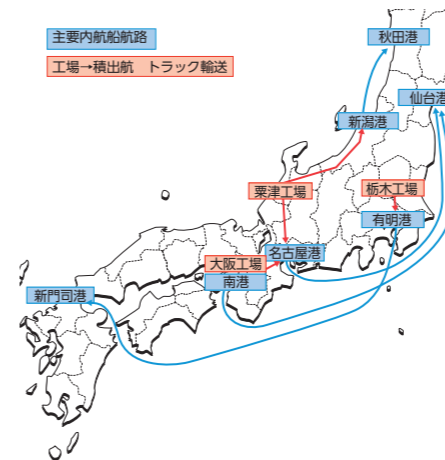 主要内航船航路
工場→積出航　トラック輸送
秋田港
仙台港
新潟港
粟津工場
栃木工場
有明港
名古屋港
大阪工場
南港
新門司港